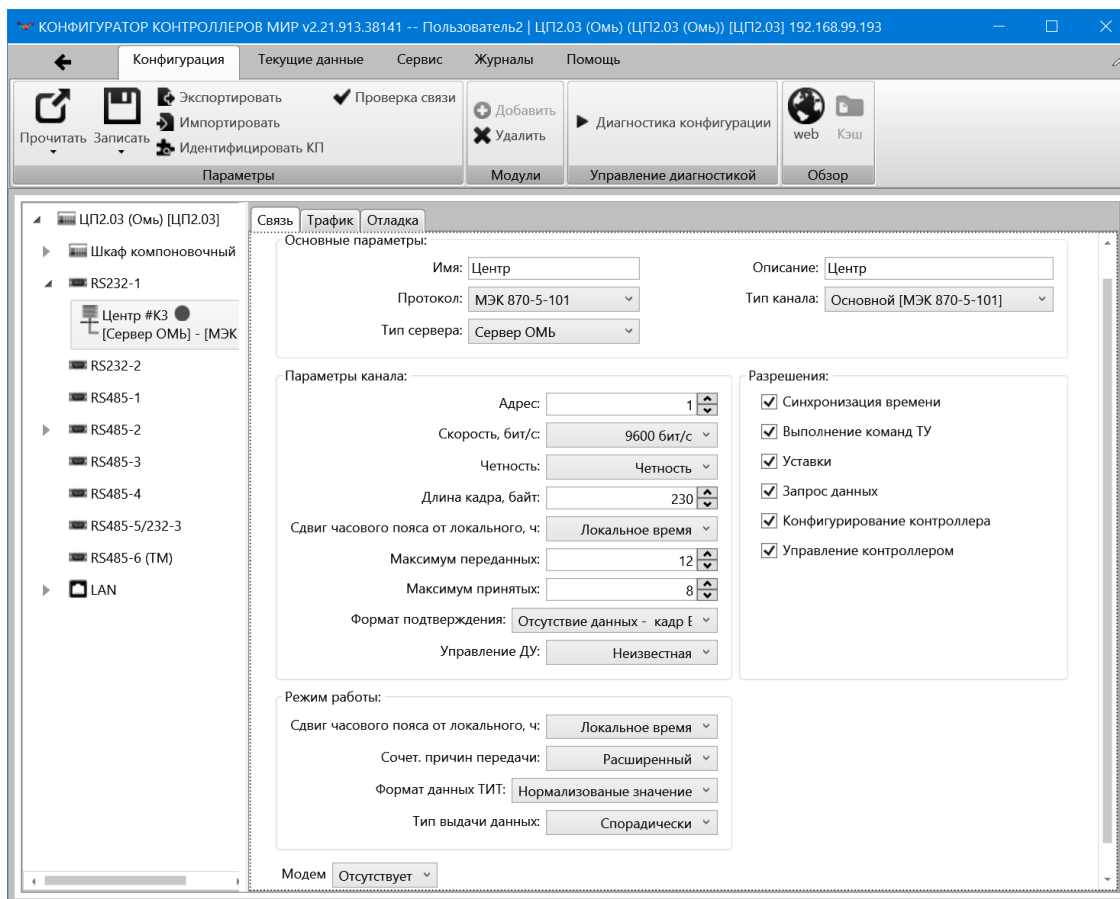 КОНФИГУРАТОР КОНТРОЛЛЕРОВ МИР v2.21.913.38141 -- Пользователь2 | ЦП2.03 (Омь) (ЦП2.03 (Омь)) [ЦП2.03] 192.168.99.193
Конфигурация Текущие данные Сервис Журналы Помощь
Прочитать Записать
Экспортировать Проверка связи
Импортировать
Идентифицировать КП
Параметры
Добавить
Удалить
Модули
Диагностика конфигурации
Управление диагностикой
web Кэш
Обзор
ЦП2.03 (Омь) [ЦП2.03]
Шкаф компоновочный
RS232-1
Центр #К3
[Сервер ОМЬ] - [МЭК
RS232-2
RS485-1
RS485-2
RS485-3
RS485-4
RS485-5/232-3
RS485-6 (ТМ)
LAN
Связь Трафик Отладка
Основные параметры:
Имя: Центр Описание: Центр
Протокол: МЭК 870-5-101 Тип канала: Основной [МЭК 870-5-101]
Тип сервера: Сервер ОМЬ
Параметры канала:
Адрес: 1
Скорость, бит/с: 9600 бит/с
Четность: Четность
Длина кадра, байт: 230
Сдвиг часового пояса от локального, ч: Локальное время
Максимум переданных: 12
Максимум принятых: 8
Формат подтверждения: Отсутствие данных - кадр Е
Управление ДУ: Неизвестная
Разрешения:
Синхронизация времени
Выполнение команд ТУ
Уставки
Запрос данных
Конфигурирование контроллера
Управление контроллером
Режим работы:
Сдвиг часового пояса от локального, ч: Локальное время
Сочет. причин передачи: Расширенный
Формат данных ТИТ: Нормализованые значение
Тип выдачи данных: Спорадически
Модем Отсутствует